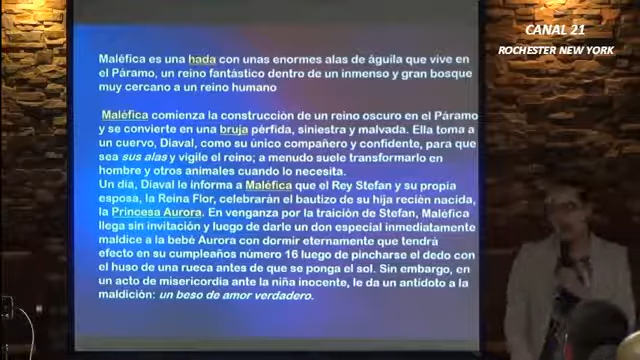 CANAL 21
ROCHESTER NEW YORK
Maléfica es una hada con unas enormes alas de águila que vive en
el Páramo, un reino fantástico dentro de un inmenso y gran bosque
muy cercano a un reino humano
Maléfica comienza la construcción de un reino oscuro en el Páramo
y se convierte en una bruja pérfida, siniestra y malvada. Ella toma a
un cuervo, Diaval, como su único compañero y confidente, para que
sea sus alas y vigile el reino; a menudo suele transformarlo en
hombre y otros animales cuando lo necesita.
Un día, Diaval le informa a Maléfica que el Rey Stefan y su propia
esposa, la Reina Flor, celebrarán el bautizo de su hija recién nacida,
la Princesa Aurora. En venganza por la traición de Stefan, Maléfica
llega sin invitación y luego de darle un don especial inmediatamente
maldice a la bebé Aurora con dormir eternamente que tendrá
efecto en su cumpleaños número 16 luego de pincharse el dedo con
el huso de una rueca antes de que se ponga el sol. Sin embargo, en
un acto de misericordia ante la niña inocente, le da un antídoto a la
maldición: un beso de amor verdadero.